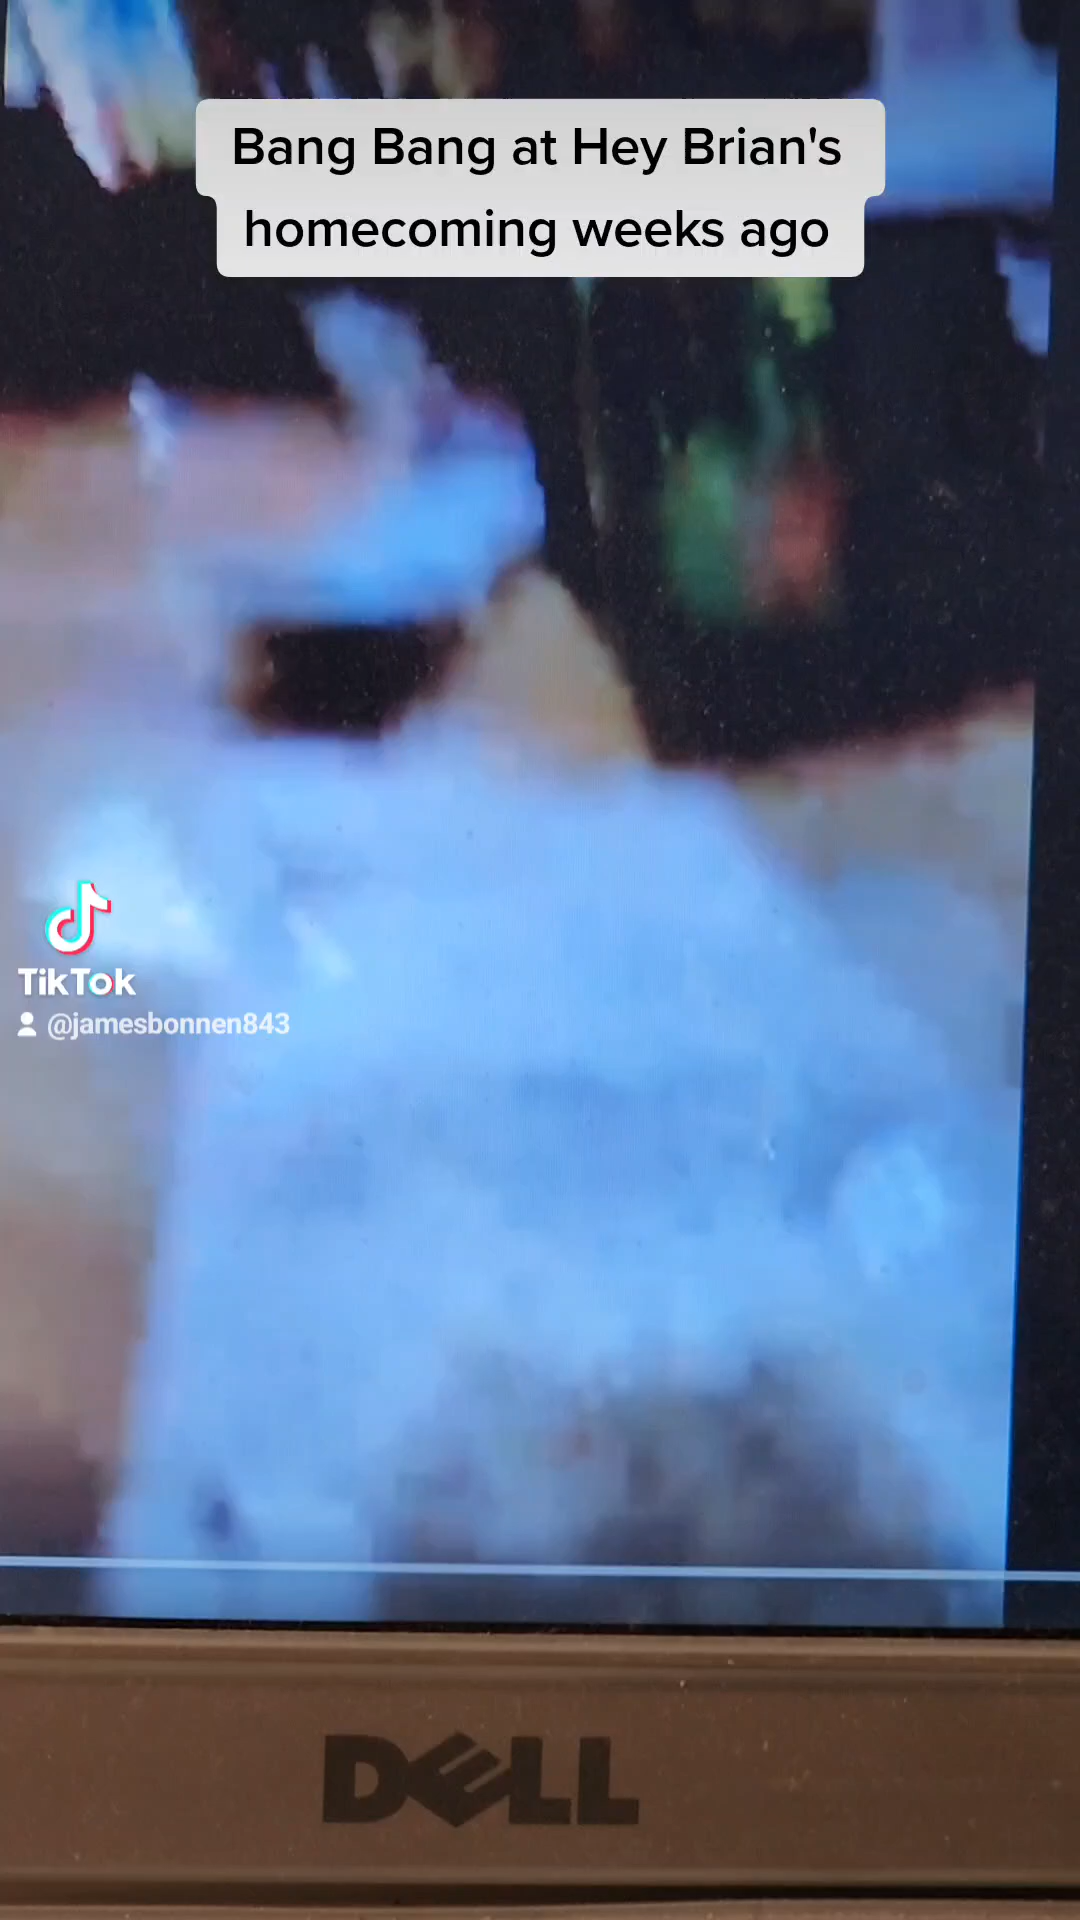 Bang Bang at Hey Brian's
homecoming weeks ago
TikTok
@jamesbonnen843
DELL